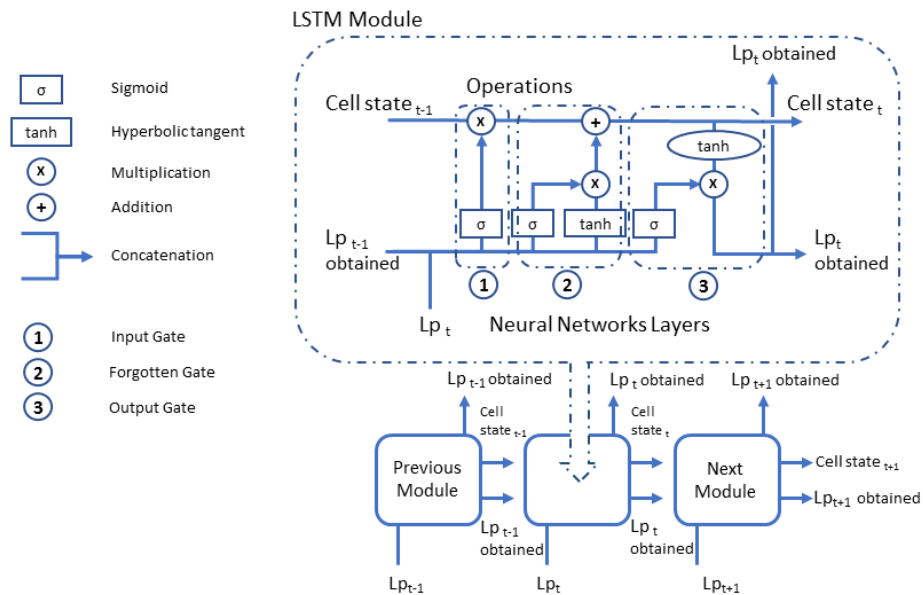 LSTM Module
Lpt obtained
σ Sigmoid
Operations
Cell state t-1
Cell state t
tanh Hyperbolic tangent
x
+
tanh
x Multiplication
x
x
+ Addition
σ
σ
tanh
σ
Lp t-1
obtained
Lpt
obtained
Concatenation
1
2
3
Lp t
Neural Networks Layers
1 Input Gate
2 Forgotten Gate
3 Output Gate
Lp t-1 obtained
Lp t obtained
Lp t+1 obtained
Cell
state t-1
Cell
state t
Previous
Module
Next
Module
Cell state t+1
Lpt+1 obtained
Lp t-1
obtained
Lp t
obtained
Lpt-1
Lpt
Lpt+1